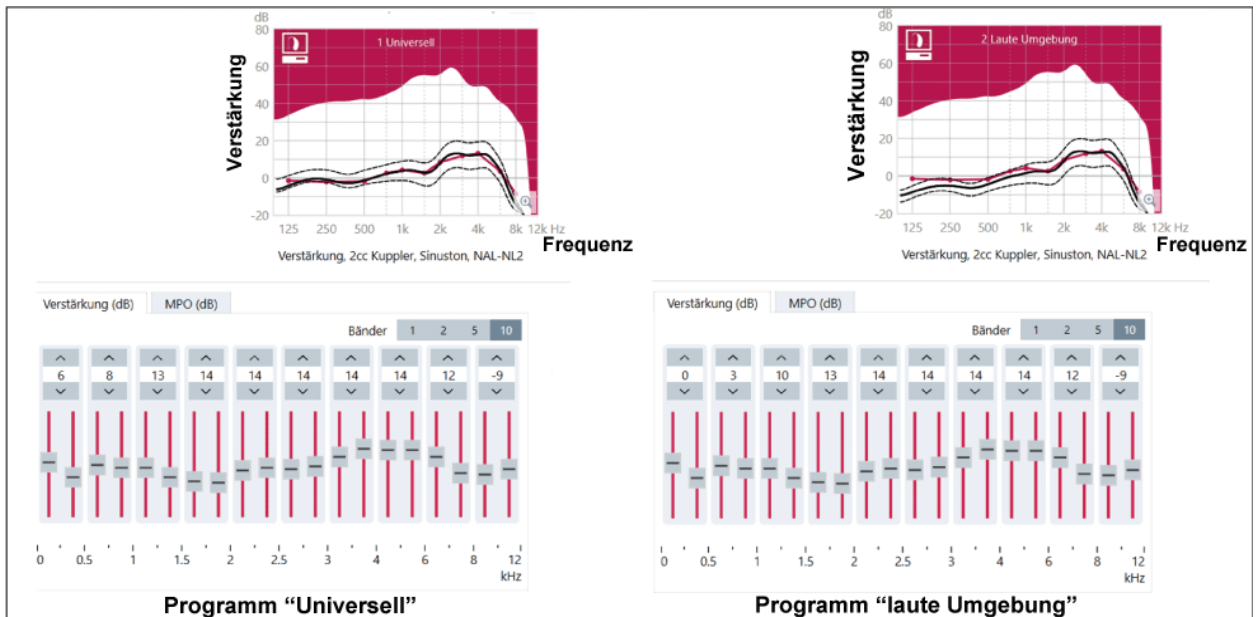 dB
80
60
40
20
0
-20
Verstärkung
1 Universell
125 250 500 1k 2k 4k 8k 12k Hz
Frequenz
Verstärkung, 2cc Kuppler, Sinuston, NAL-NL2
dB
80
60
40
20
0
-20
Verstärkung
2 Laute Umgebung
125 250 500 1k 2k 4k 8k 12k Hz
Frequenz
Verstärkung, 2cc Kuppler, Sinuston, NAL-NL2
Verstärkung (dB) MPO (dB)
Bänder 1 2 5 10
6 8 13 14 14 14 14 14 12 -9
0 0.5 1 1 2 2.5 3 4 6 8 12
kHz
Programm “Universell”
Verstärkung (dB) MPO (dB)
Bänder 1 2 5 10
0 3 10 13 14 14 14 14 12 -9
0 0.5 1 1 2 2.5 3 4 6 8 12
kHz
Programm “laute Umgebung”